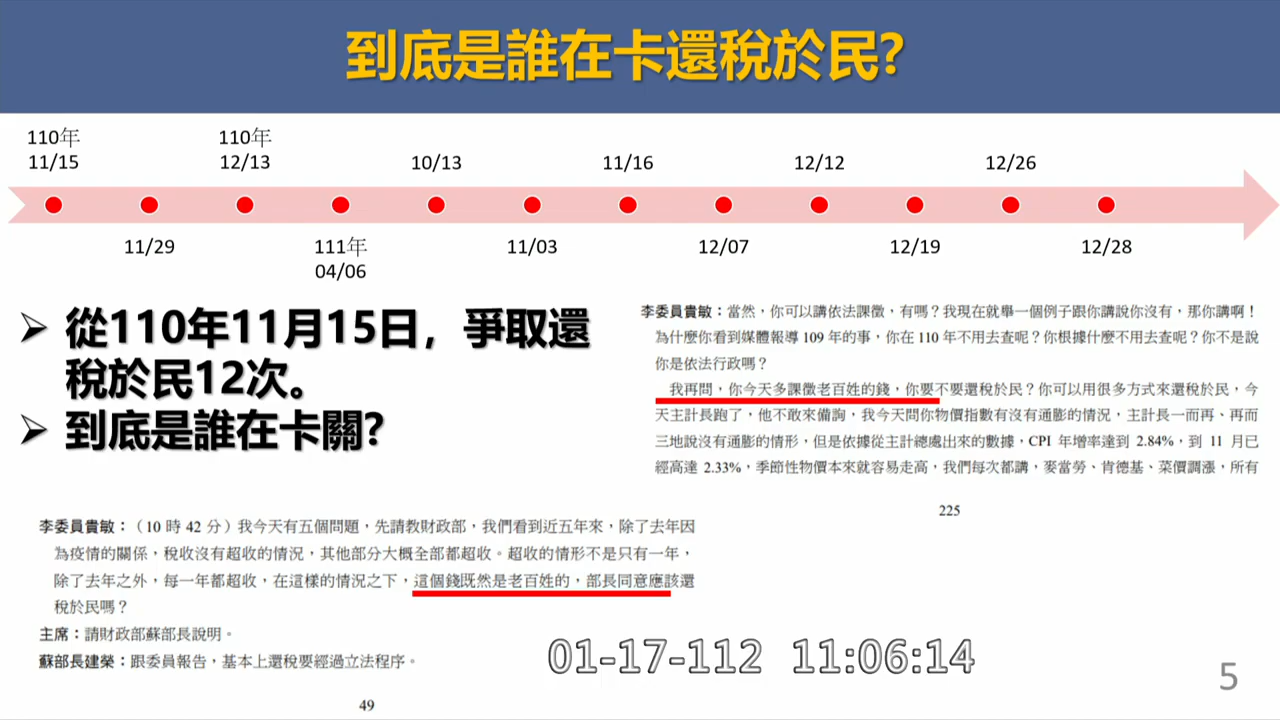 到底是誰在卡還稅於民?
110年
11/15
110年
12/13
10/13
11/16
12/12
12/26
11/29
111年
04/06
11/03
12/07
12/19
12/28
➢ 從110年11月15日，爭取還
稅於民12次。
➢ 到底是誰在卡關?
李委員貴敏：當然，你可以講依法課徵，有嗎？我現在就舉一個例子跟你講說你沒有，那你講啊！
為什麼你看到媒體報導 109 年的事，你在 110 年不用去查呢？你根據什麼不用去查呢？你不是說
你是依法行政嗎？
我再問，你今天多課徵老百姓的錢，你要不要還稅於民？你可以用很多方式來還稅於民，今
天主計長跑了，他不敢來備詢，我今天問你物價指數有沒有通膨的情況，主計長一而再、再而
三地說沒有通膨的情形，但是依據從主計總處出來的數據，CPI 年增率達到 2.84%，到 11 月已
經高達 2.33%，季節性物價本來就容易走高，我們每次都講，麥當勞、肯德基、菜價調漲，所有
225
李委員貴敏：（10 時 42 分）我今天有五個問題，先請教財政部，我們看到近五年來，除了去年因
為疫情的關係，稅收沒有超收的情況，其他部分大概全部都超收。超收的情形不是只有一年，
除了去年之外，每一年都超收，在這樣的情況之下，這個錢既然是老百姓的，部長同意應該還
稅於民嗎？
主席：請財政部蘇部長說明。
蘇部長建榮：跟委員報告，基本上還稅要經過立法程序。
49
01-17-112 11:06:14
5